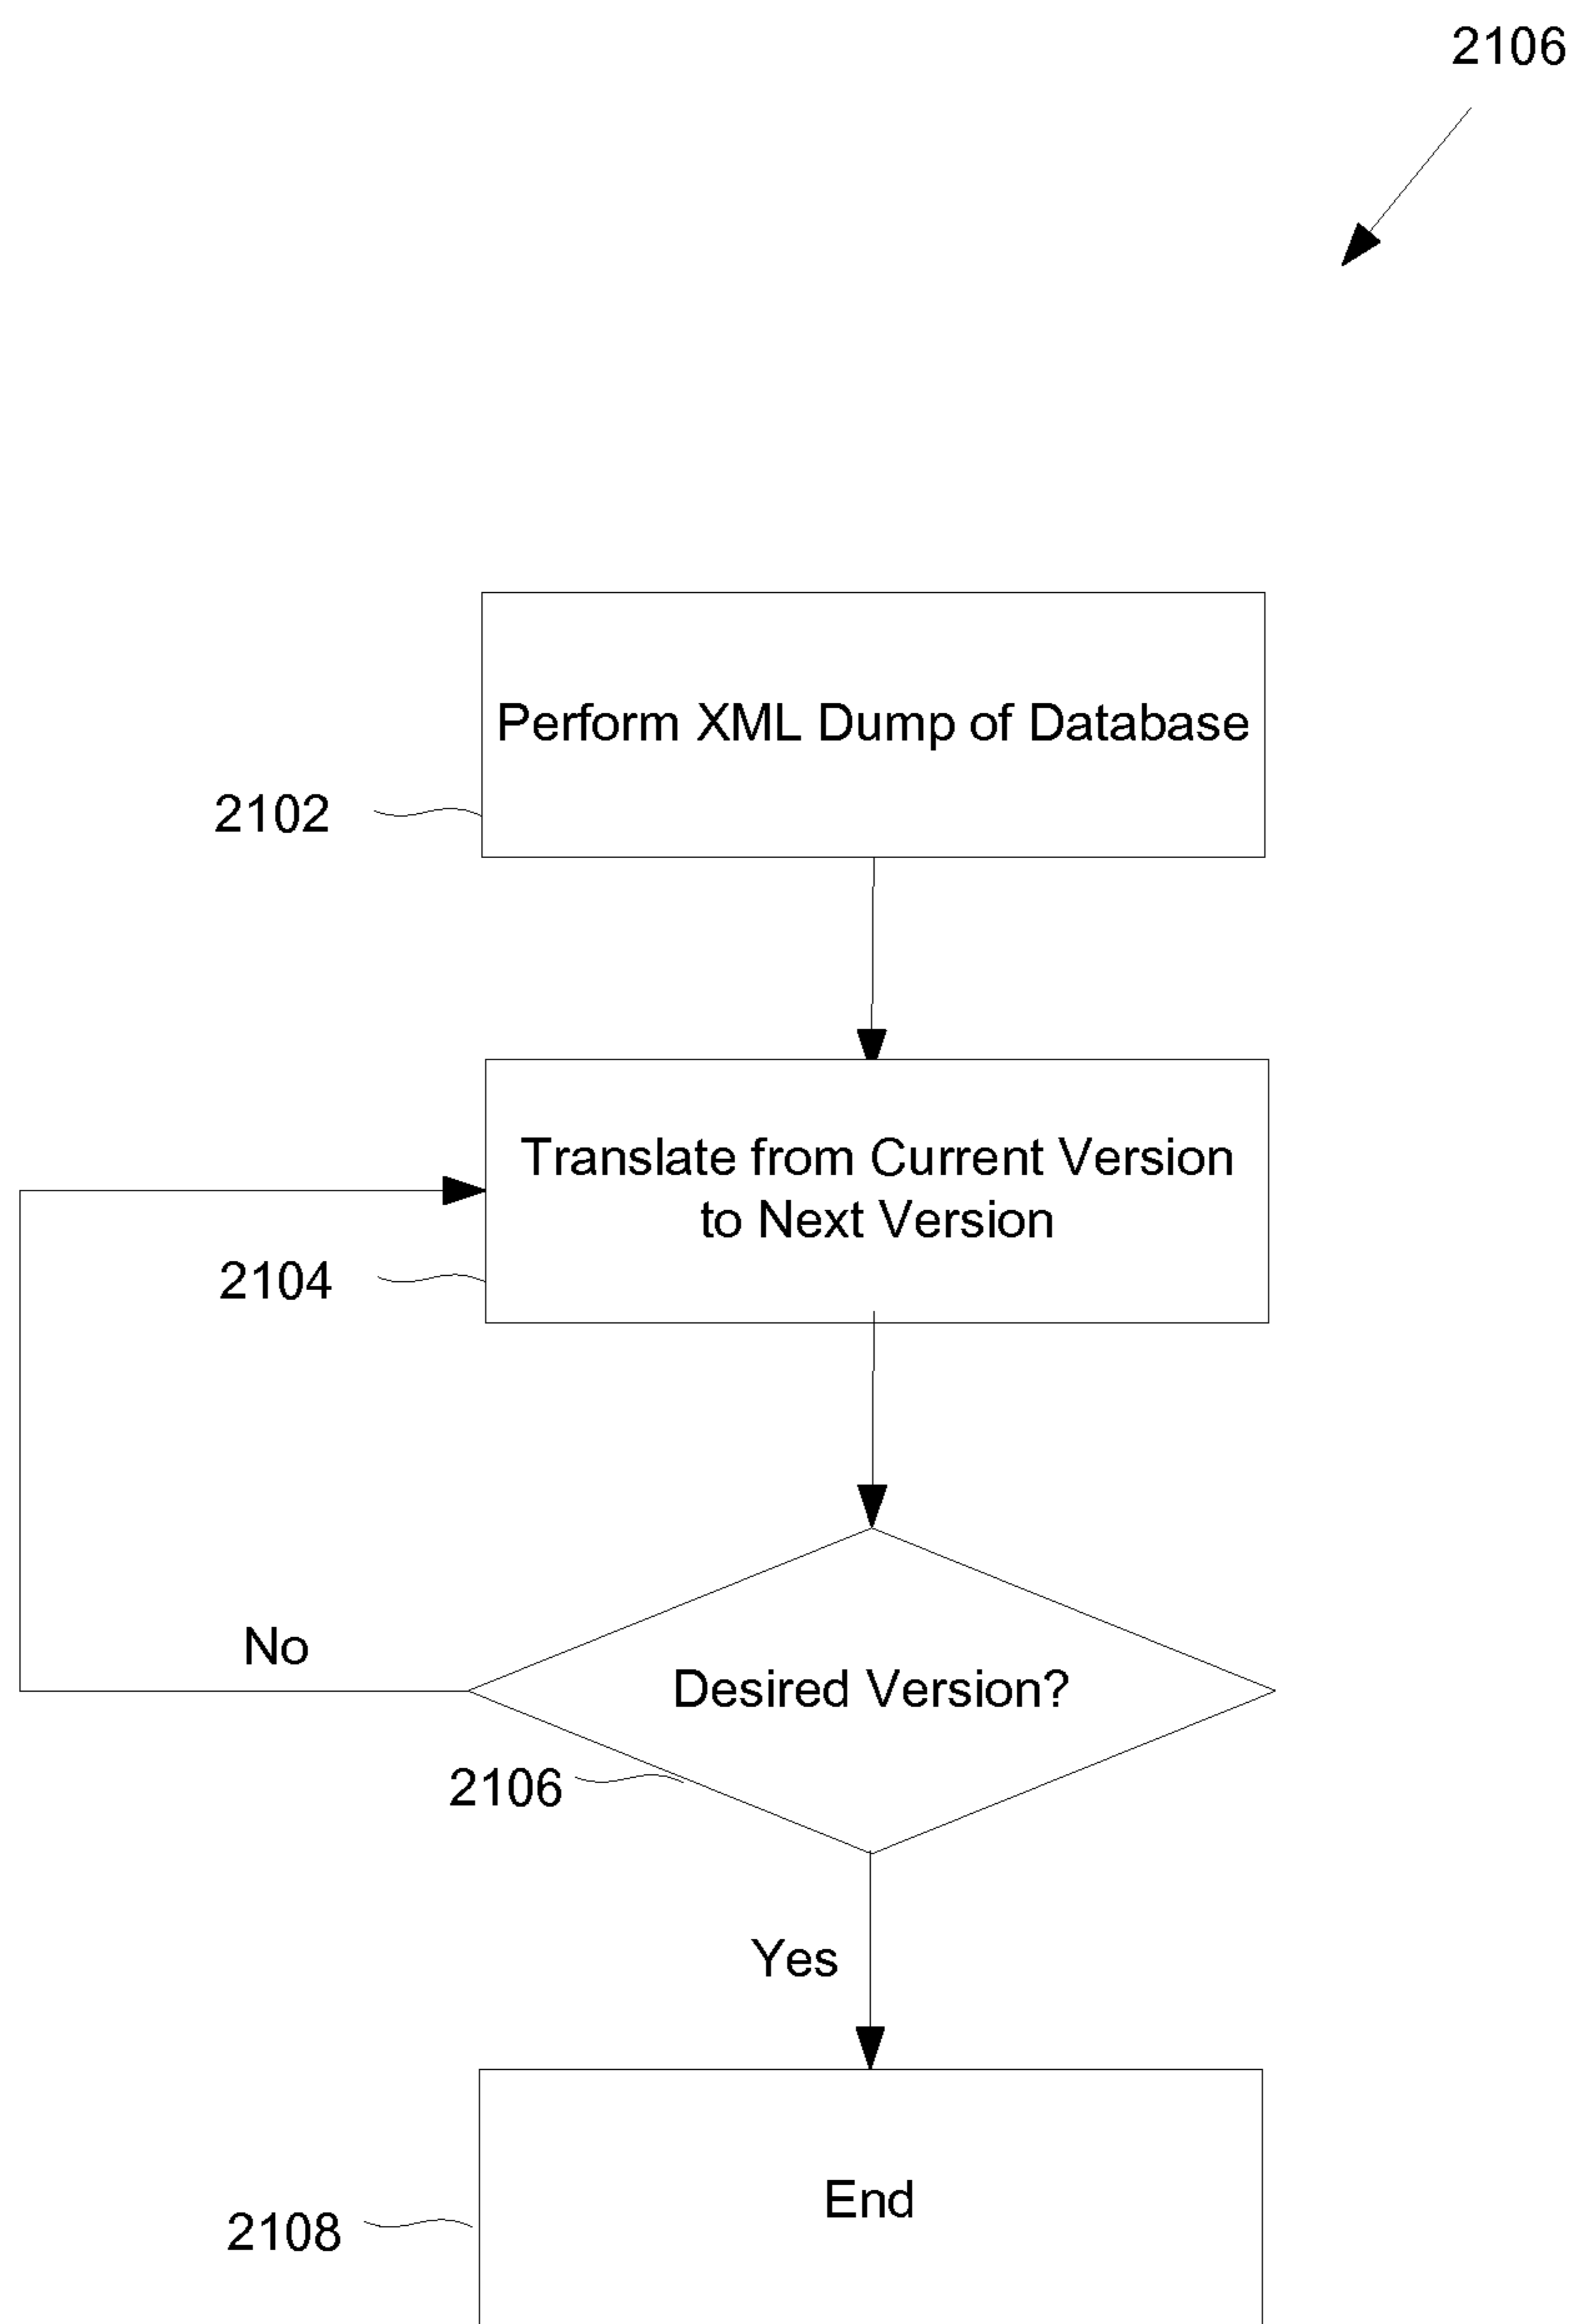 2106
Perform XML Dump of Database
2102
Translate from Current Version
to Next Version
2104
No
Desired Version?
2106
Yes
End
2108